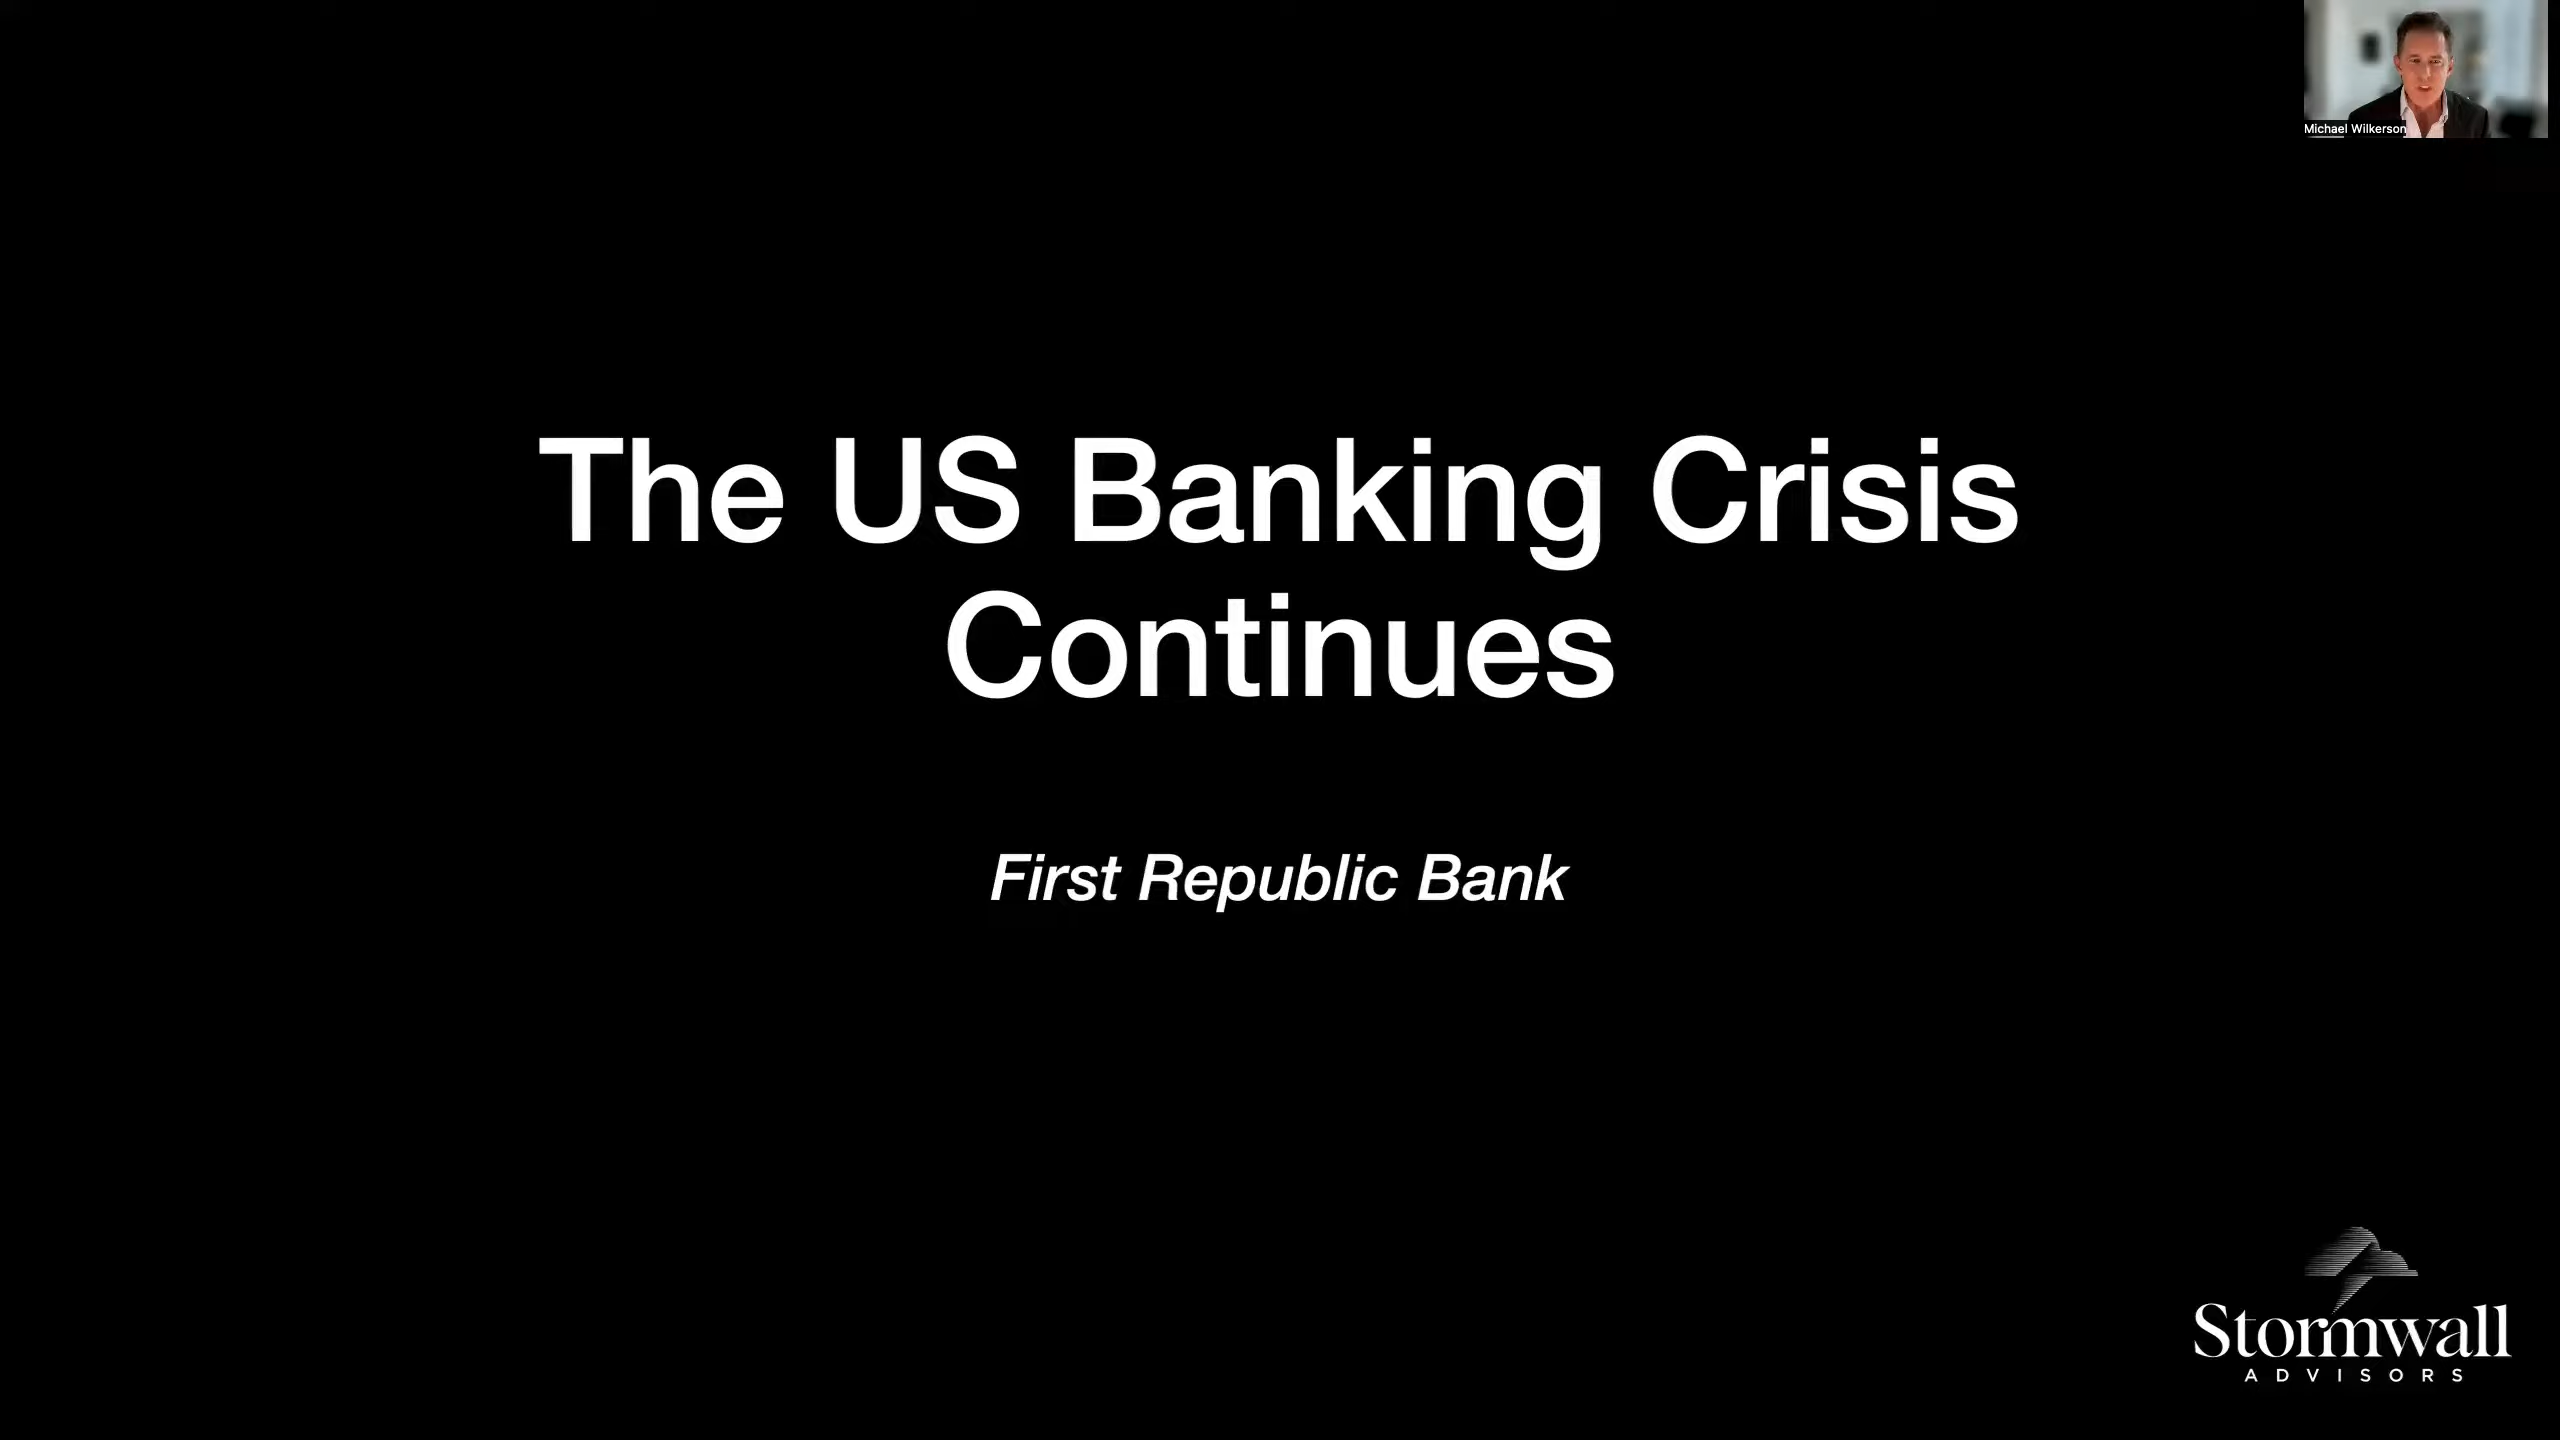 Michael Wilkerson
The US Banking Crisis
Continues
First Republic Bank
Stormwall
ADVISORS